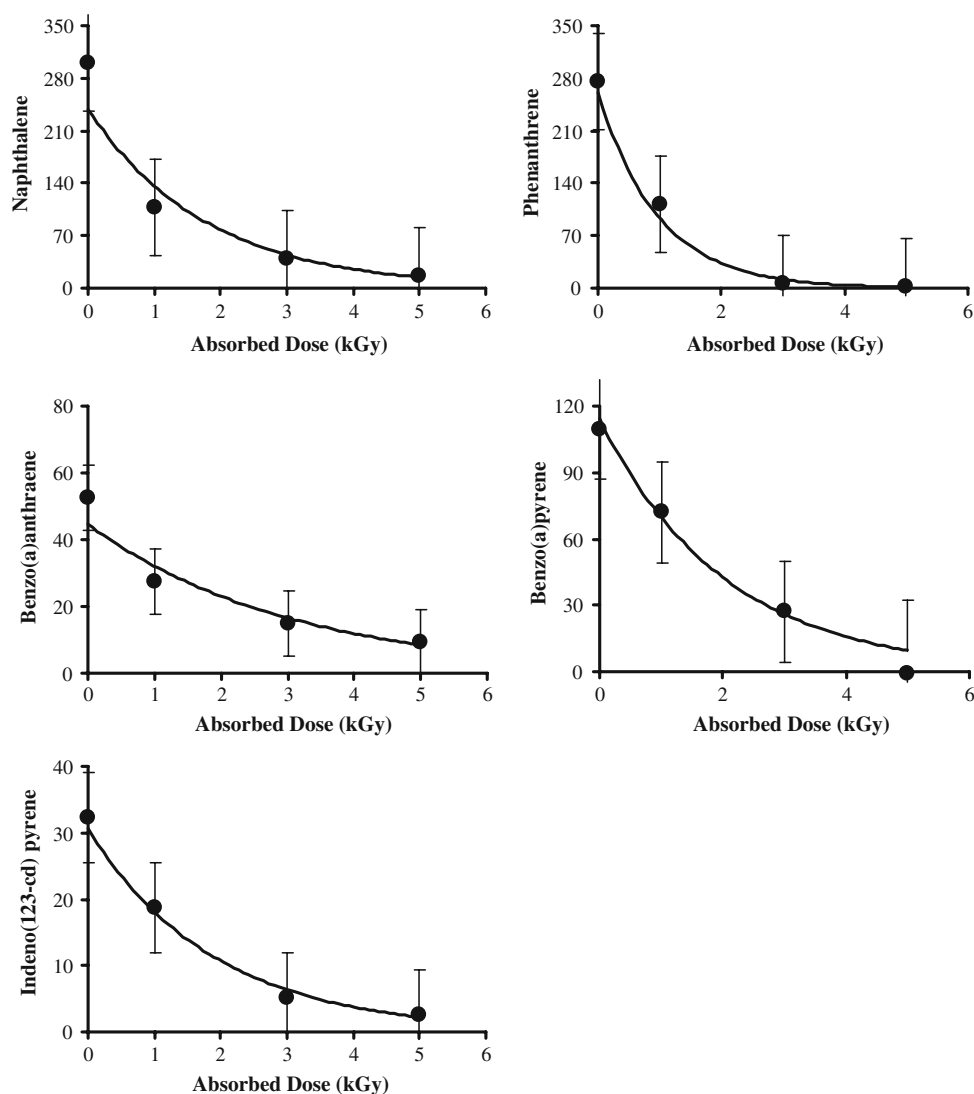 350
280
210
140
70
0
Naphthalene
0 1 2 3 4 5 6
Absorbed Dose (kGy)
350
280
210
140
70
0
Phenanthrene
0 2 4 6
Absorbed Dose (kGy)
80
60
40
20
0
Benzo(a)anthraene
0 1 2 3 4 5 6
Absorbed Dose (kGy)
120
90
60
30
0
Benzo(a)pyrene
0 2 4 6
Absorbed Dose (kGy)
40
30
20
10
0
Indeno(123-cd) pyrene
0 1 2 3 4 5 6
Absorbed Dose (kGy)